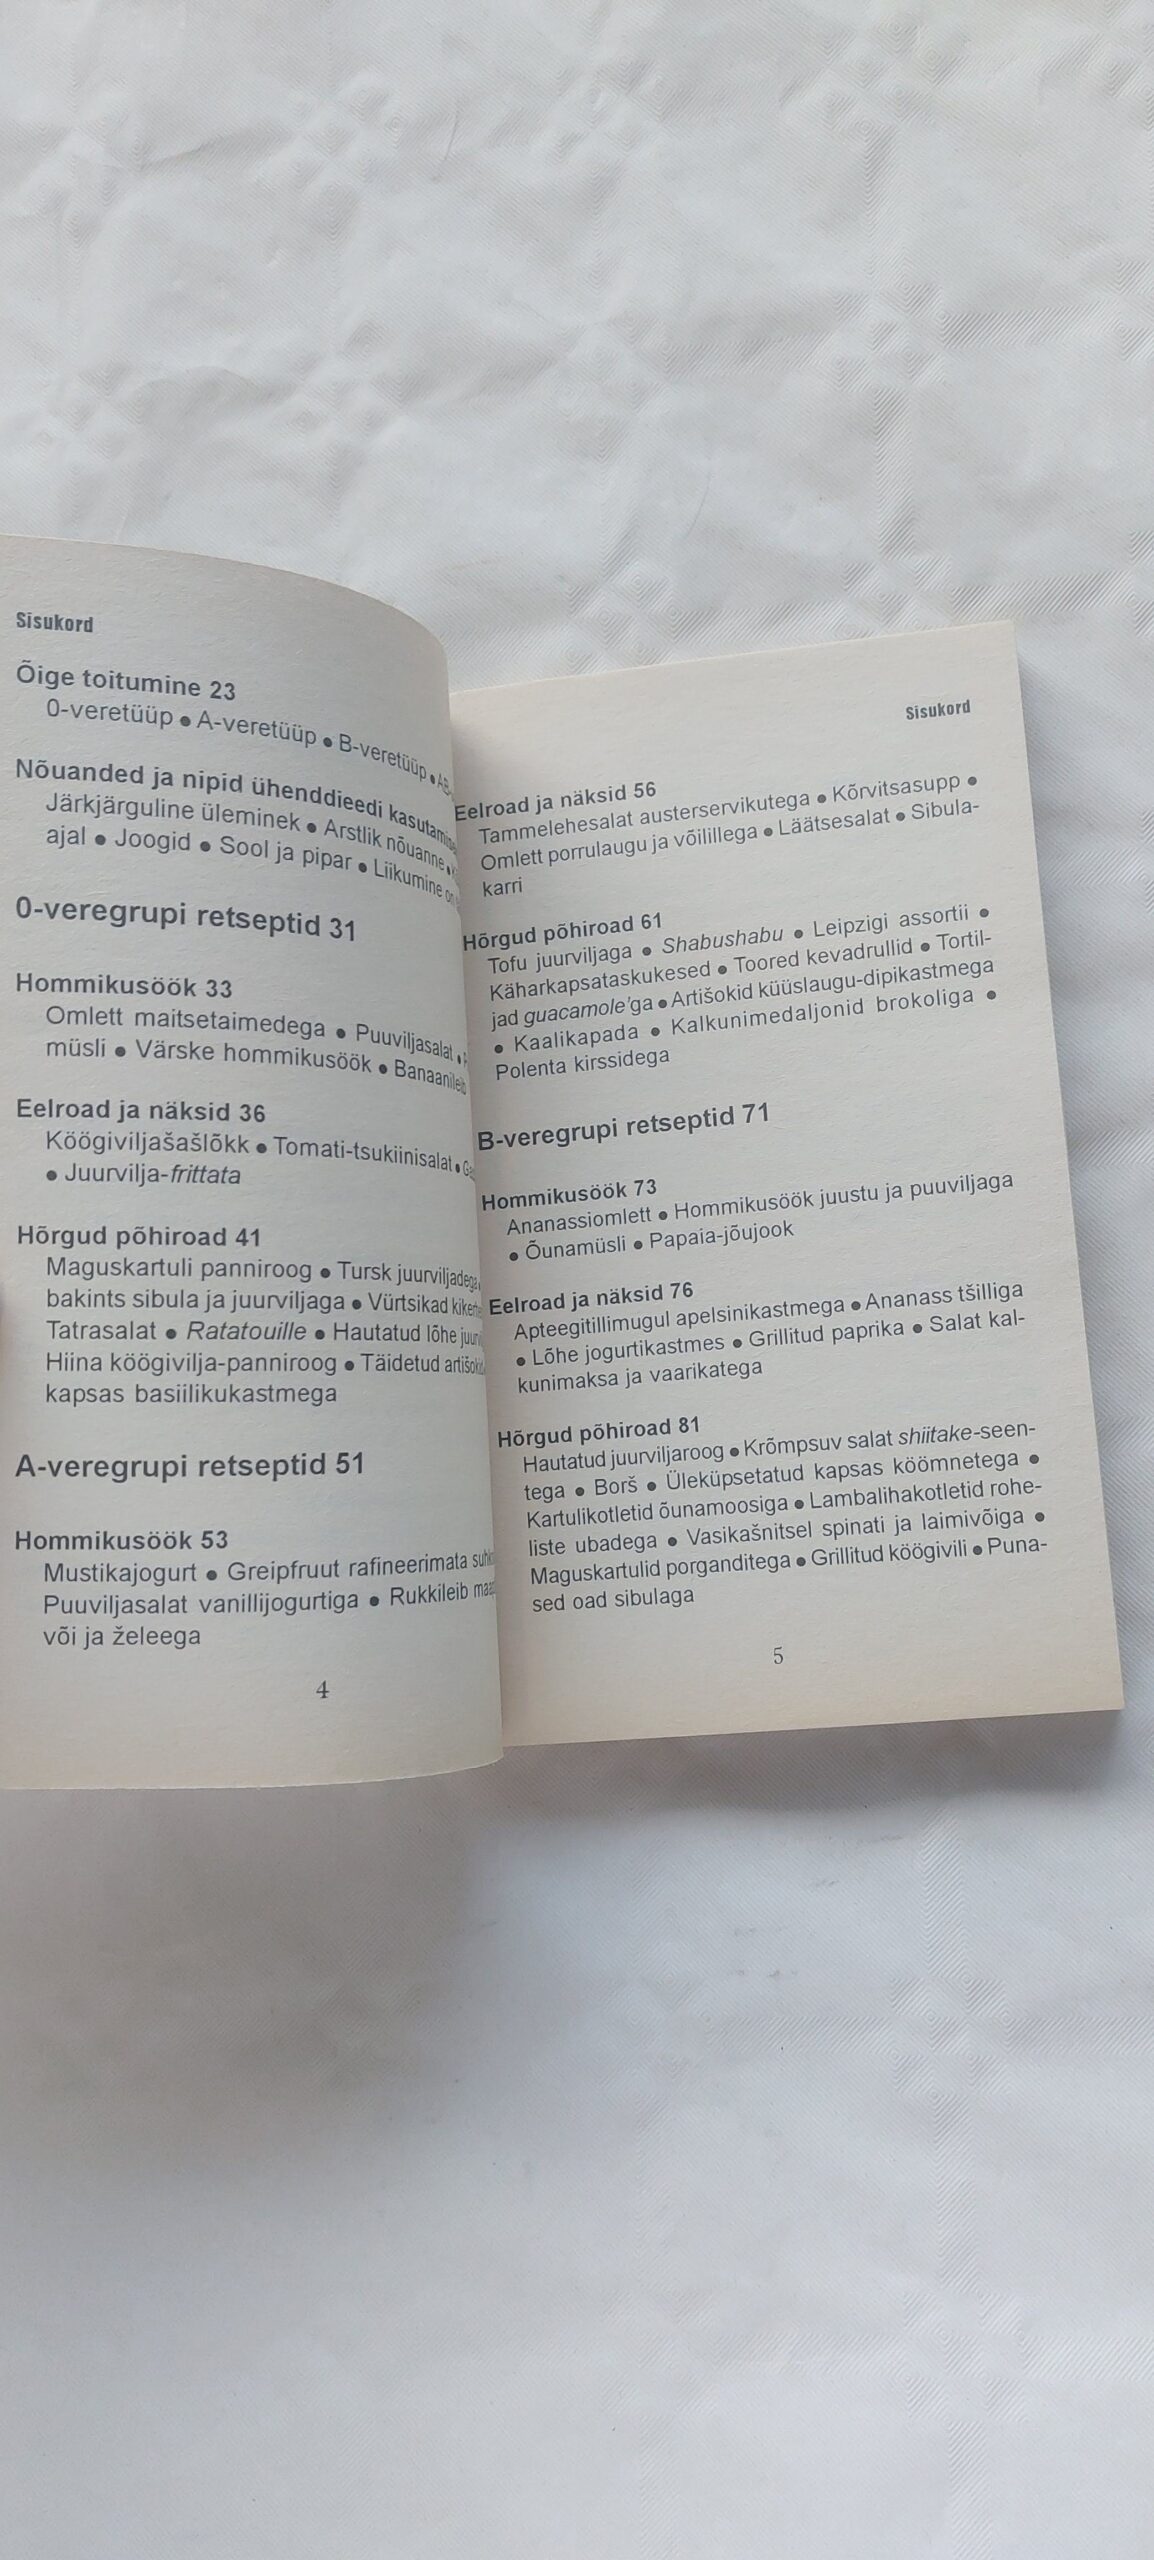 Sisukord
Õige toitumine 23
0-veretüüp ● A-veretüüp ● B-veretüüp ● AB-
Nõuanded ja nipid ühenddieedi
Järkjärguline üleminek ● Arstlik nõuanne ●
ajal ● Joogid ● Sool ja pipar ● Liikumine on
0-veregrupi retseptid 31
Hommikusöök 33
Omlett maitsetaimedega ● Puuviljasalat ●
müsli ● Värske hommikusöök ● Banaanileib
Eelroad ja näksid 36
Köögiviljašašlõkk ● Tomati-tsukiinisalat ●
● Juurvilja-frittata
Hõrgud põhiroad 41
Maguskartuli panniroog ● Tursk juurviljadega
bakints sibula ja juurviljaga ● Vürtsikad
Tatrasalat ● Ratatouille ● Hautatud lõhe
Hiina köögivilja-panniroog ● Täidetud
kapsas basiilikukastmega
A-veregrupi retseptid 51
Hommikusöök 53
Mustikajogurt ● Greipfruut rafineerimata
Puuviljasalat vanillijogurtiga ● Rukkileib
või ja želeega
4
Sisukord
Eelroad ja näksid 56
Tammelehesalat austerservikutega ● Kõrvitsasupp ●
Omlett porrulaugu ja võilillega ● Läätsesalat ● Sibula-
karri
Hõrgud põhiroad 61
Tofu juurviljaga ● Shabushabu ● Leipzigi assortii ●
Käharkapsataskukesed ● Toored kevadrullid ● Tortil-
jad guacamole’ga ● Artišokid küüslaugu-dipikastmega
● Kaalikapada ● Kalkunimedaljonid brokoliga ●
Polenta kirssidega
B-veregrupi retseptid 71
Hommikusöök 73
Ananassiomlett ● Hommikusöök juustu ja puuviljaga
● Õunamüsli ● Papaia-jõujook
Eelroad ja näksid 76
Apteegitillimugul apelsinikastmega ● Ananass tšilliga
● Lõhe jogurtikastmes ● Grillitud paprika ● Salat kal-
kunimaksa ja vaarikatega
Hõrgud põhiroad 81
Hautatud juurviljaroog ● Krõmpsuv salat shiitake-seen-
tega ● Borš ● Üleküpsetatud kapsas köömnetega ●
Kartulikotletid õunamoosiga ● Lambalihakotletid rohe-
liste ubadega ● Vasikašnitsel spinati ja laimivõiga ●
Maguskartulid porganditega ● Grillitud köögivili ● Puna-
sed oad sibulaga
5